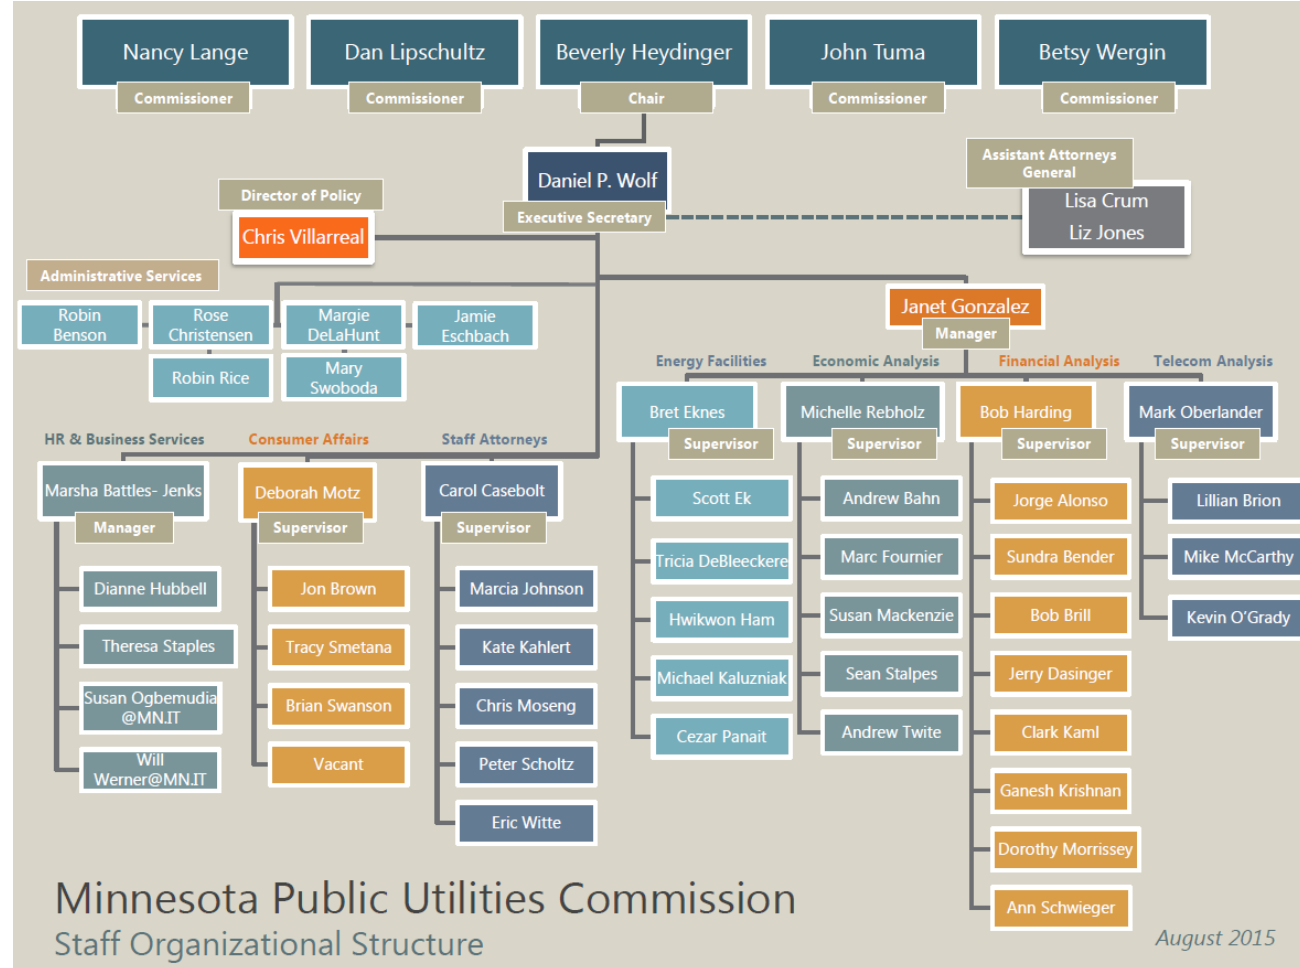 Nancy Lange
Commissioner
Dan Lipschultz
Commissioner
Beverly Heydinger
Chair
John Tuma
Commissioner
Betsy Wergin
Commissioner
Daniel P. Wolf
Executive Secretary
Assistant Attorneys
General
Lisa Crum
Liz Jones
Director of Policy
Chris Villarreal
Administrative Services
Robin
Benson
Rose
Christensen
Margie
DeLaHunt
Jamie
Eschbach
Robin Rice
Mary
Swoboda
Janet Gonzalez
Manager
Energy Facilities
Economic Analysis
Financial Analysis
Telecom Analysis
Bret Eknes
Supervisor
Michelle Rebholz
Supervisor
Bob Harding
Supervisor
Mark Oberlander
Supervisor
Scott Ek
Tricia DeBleeckere
Hwikwon Ham
Michael Kaluzniak
Cezar Panait
Andrew Bahn
Marc Fournier
Susan Mackenzie
Sean Stalpes
Andrew Twite
Jorge Alonso
Sundra Bender
Bob Brill
Jerry Dasinger
Clark Kaml
Ganesh Krishnan
Dorothy Morrissey
Ann Schwieger
Lillian Brion
Mike McCarthy
Kevin O'Grady
HR & Business Services
Consumer Affairs
Staff Attorneys
Marsha Battles- Jenks
Manager
Deborah Motz
Supervisor
Carol Casebolt
Supervisor
Dianne Hubbell
Theresa Staples
Susan Ogbemudia
@MN.IT
Will
Werner@MN.IT
Jon Brown
Tracy Smetana
Brian Swanson
Vacant
Marcia Johnson
Kate Kahlert
Chris Moseng
Peter Scholtz
Eric Witte
Minnesota Public Utilities Commission
Staff Organizational Structure
August 2015